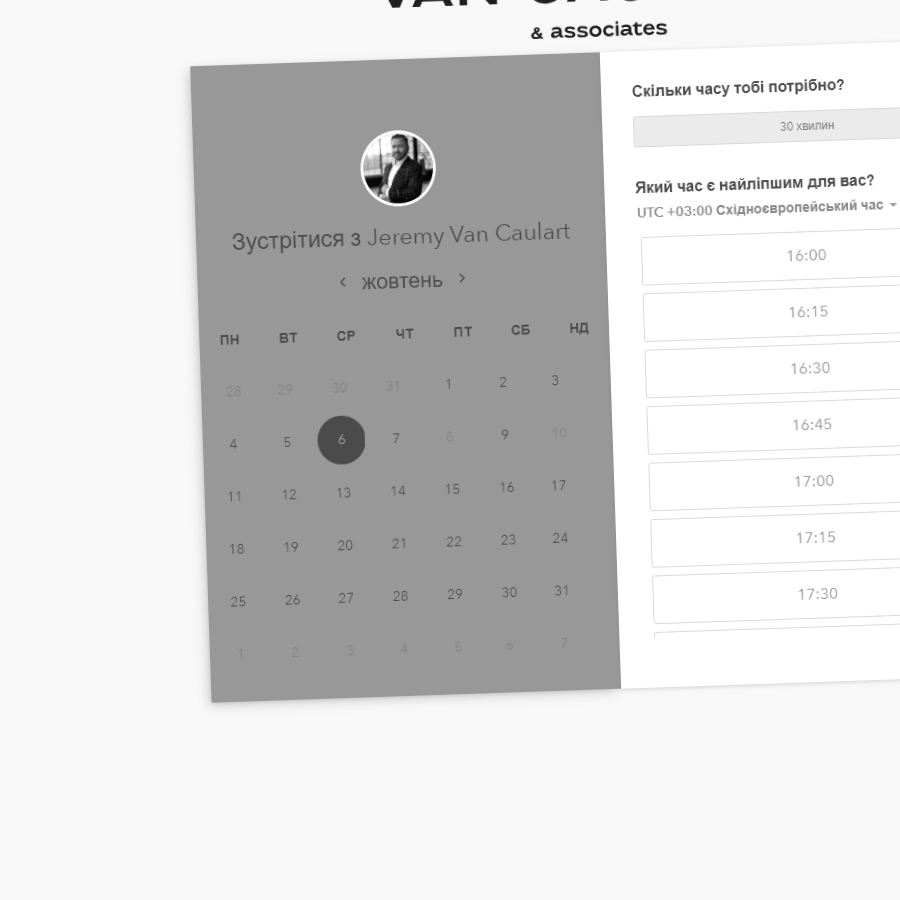 & associates
Зустрітися з Jeremy Van Caulart
жовтень
ПН ВТ СР ЧТ ПТ СБ НД
28 29 30 31 1 2 3
4 5 6 7 8 9 10
11 12 13 14 15 16 17
18 19 20 21 22 23 24
25 26 27 28 29 30 31
1 2 3 4 5 6 7
Скільки часу тобі потрібно?
30 хвилин
Який час є найліпшим для вас?
UTC +03:00 Східноєвропейський час
16:00
16:15
16:30
16:45
17:00
17:15
17:30